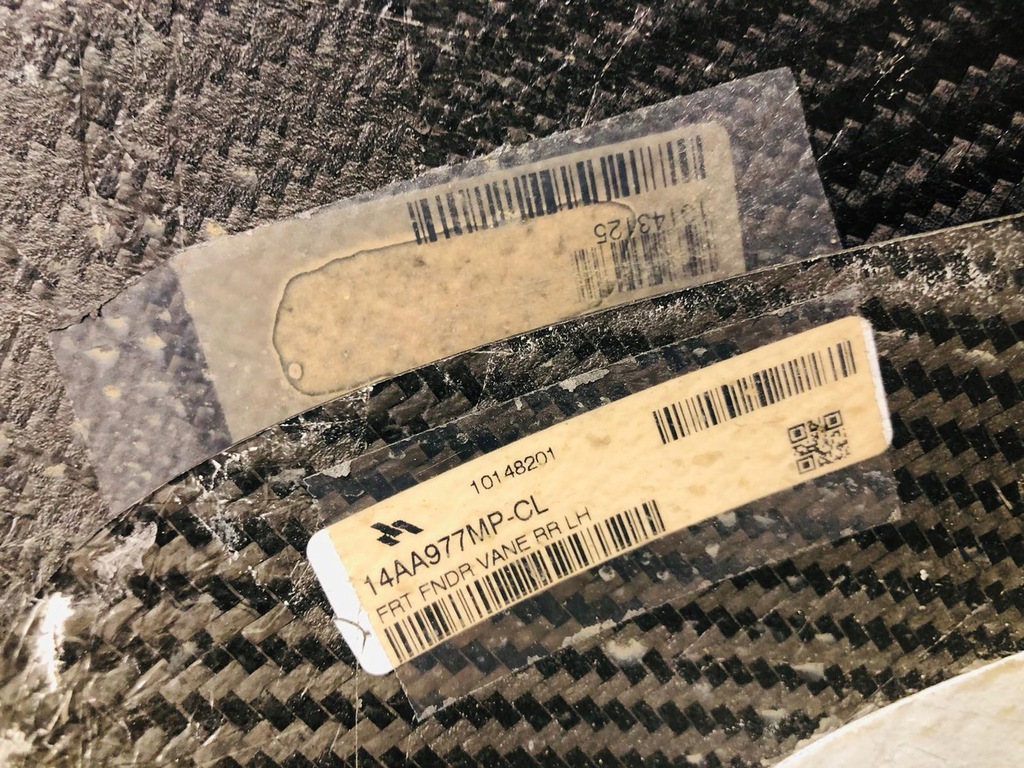 10143125
10148201
14AA977MP-CL
FRT FNDR VANE RR LH